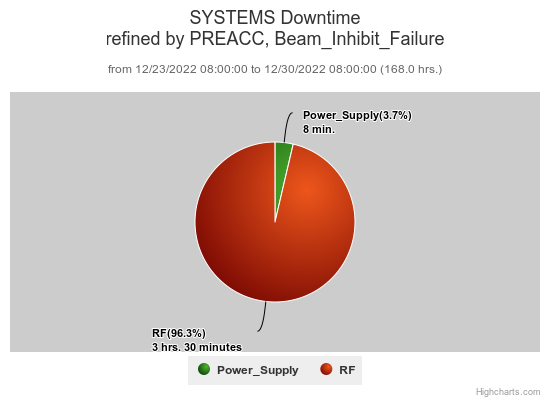 SYSTEMS Downtime
refined by PREACC, Beam_Inhibit_Failure
from 12/23/2022 08:00:00 to 12/30/2022 08:00:00 (168.0 hrs.)
Power_Supply(3.7%)
8 min.
RF(96.3%)
3 hrs. 30 minutes
Power_Supply RF
Highcharts.com